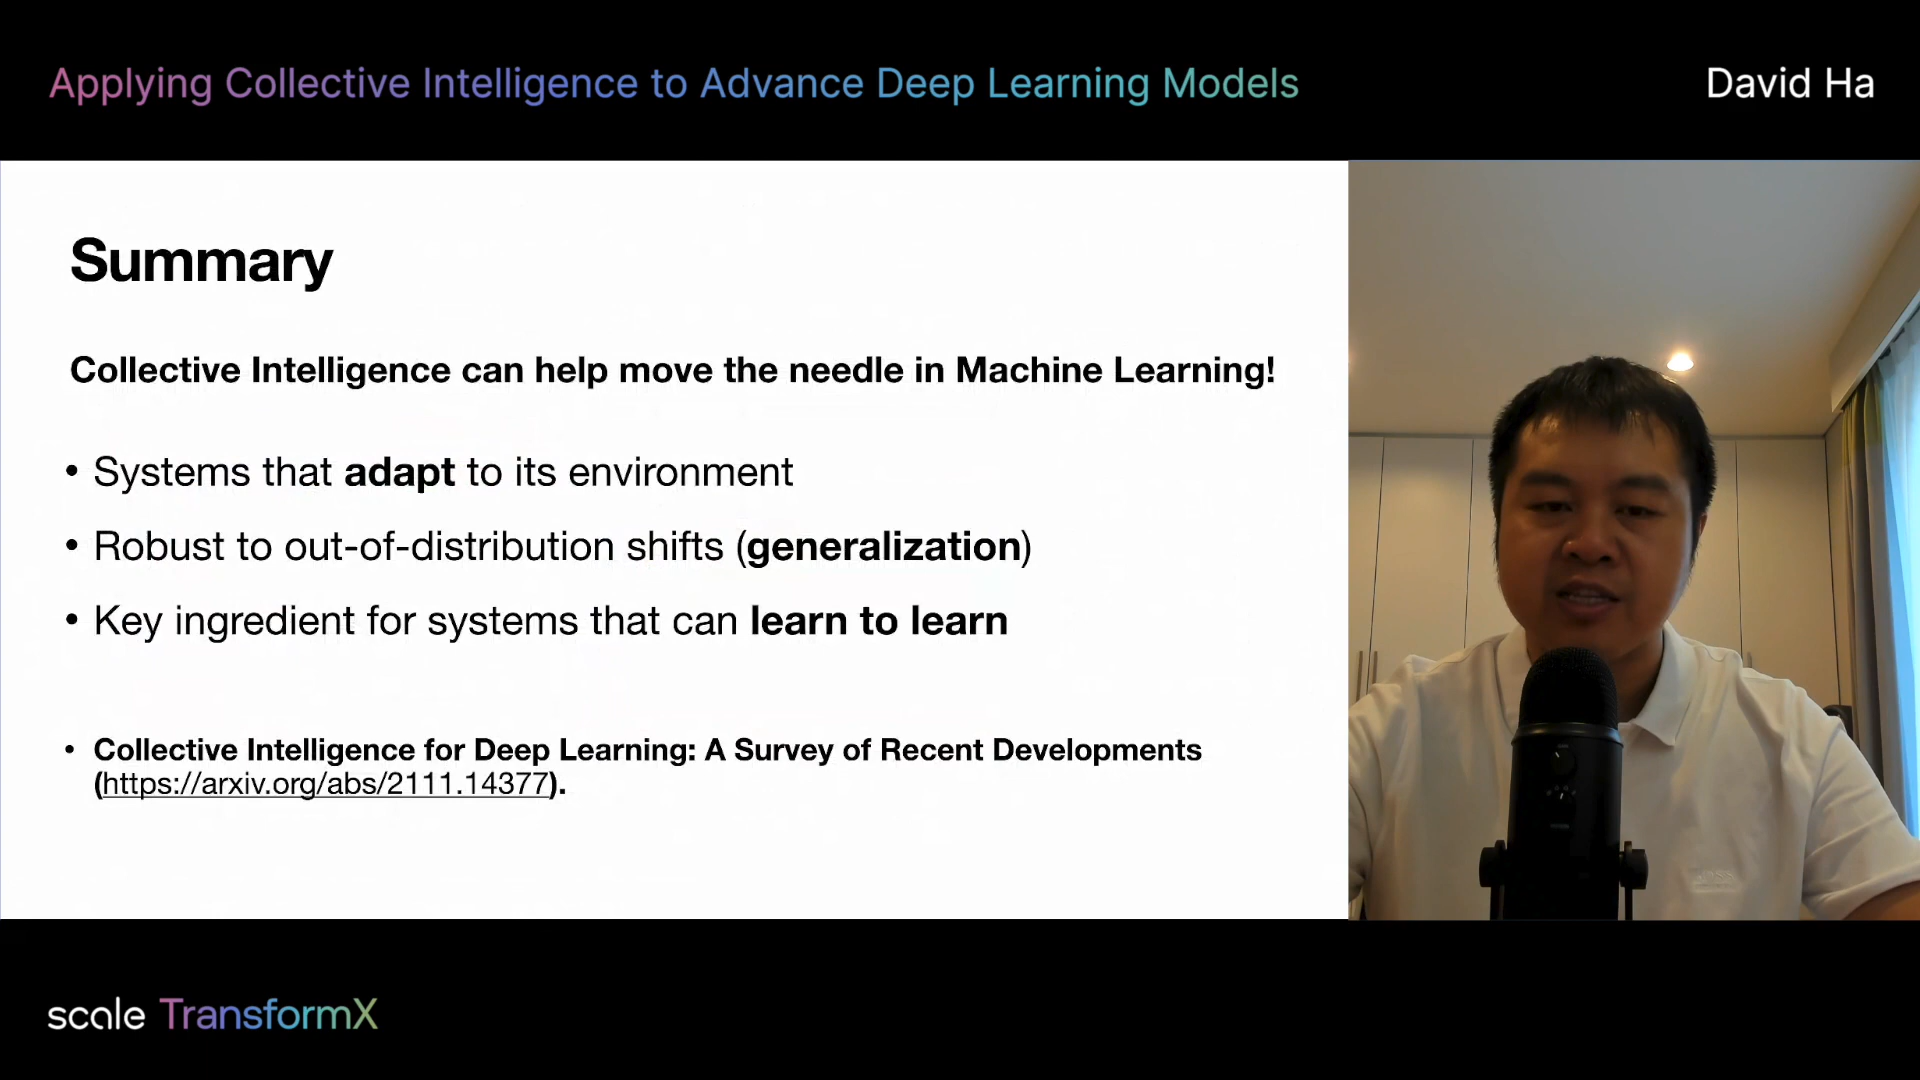 Applying Collective Intelligence to Advance Deep Learning Models
David Ha
Summary
Collective Intelligence can help move the needle in Machine Learning!
• Systems that adapt to its environment
• Robust to out-of-distribution shifts (generalization)
• Key ingredient for systems that can learn to learn
• Collective Intelligence for Deep Learning: A Survey of Recent Developments
(https://arxiv.org/abs/2111.14377).
scale TransformX